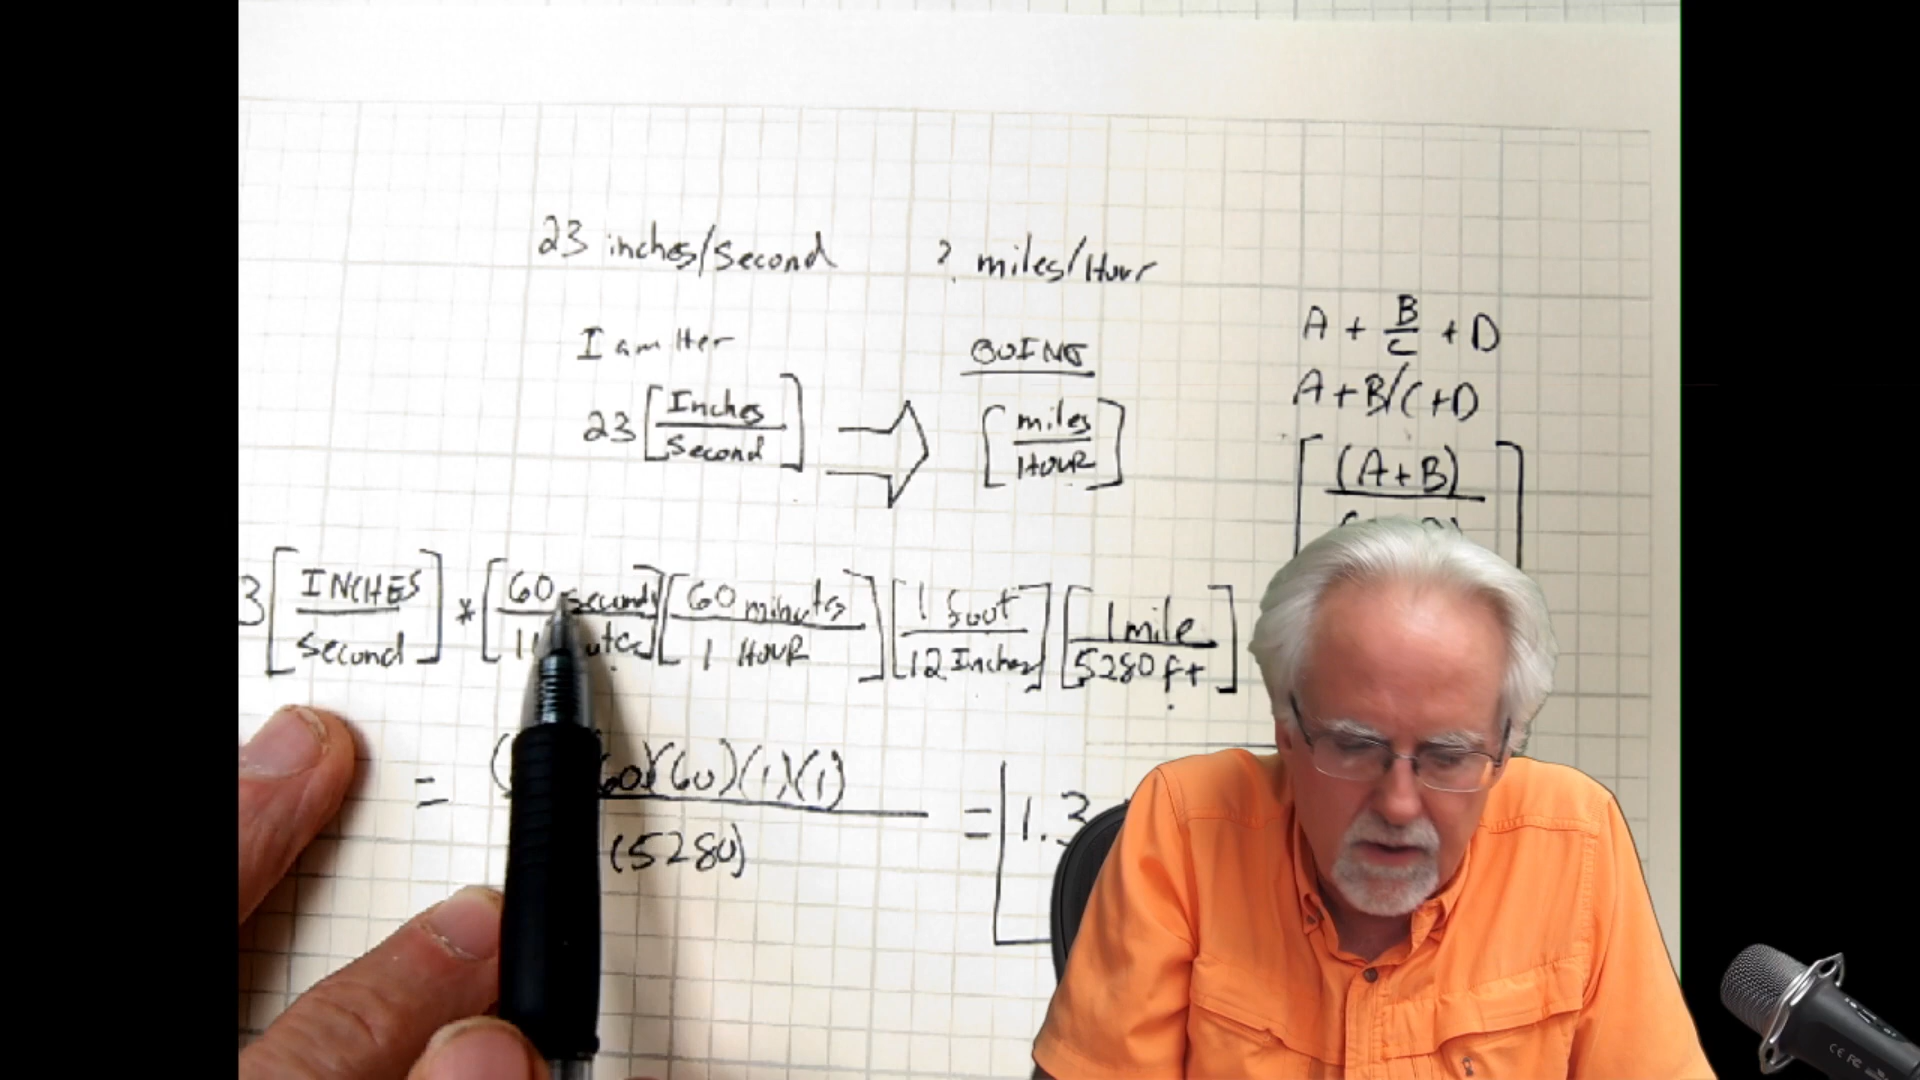 23 inches/second ? miles/Hour
I am Her GOING
A + B/C + D
A + B/C + D
23 [Inches/Second] [miles/HOUR]
[(A+B)
3 [INCHES/second] * [60 seconds/1] [60 minutes/1 HOUR] [1 foot/12 Inches] [1 mile/5280 ft]
= 60)(60)(1)(1) / (5280) = 1.3
CE FC